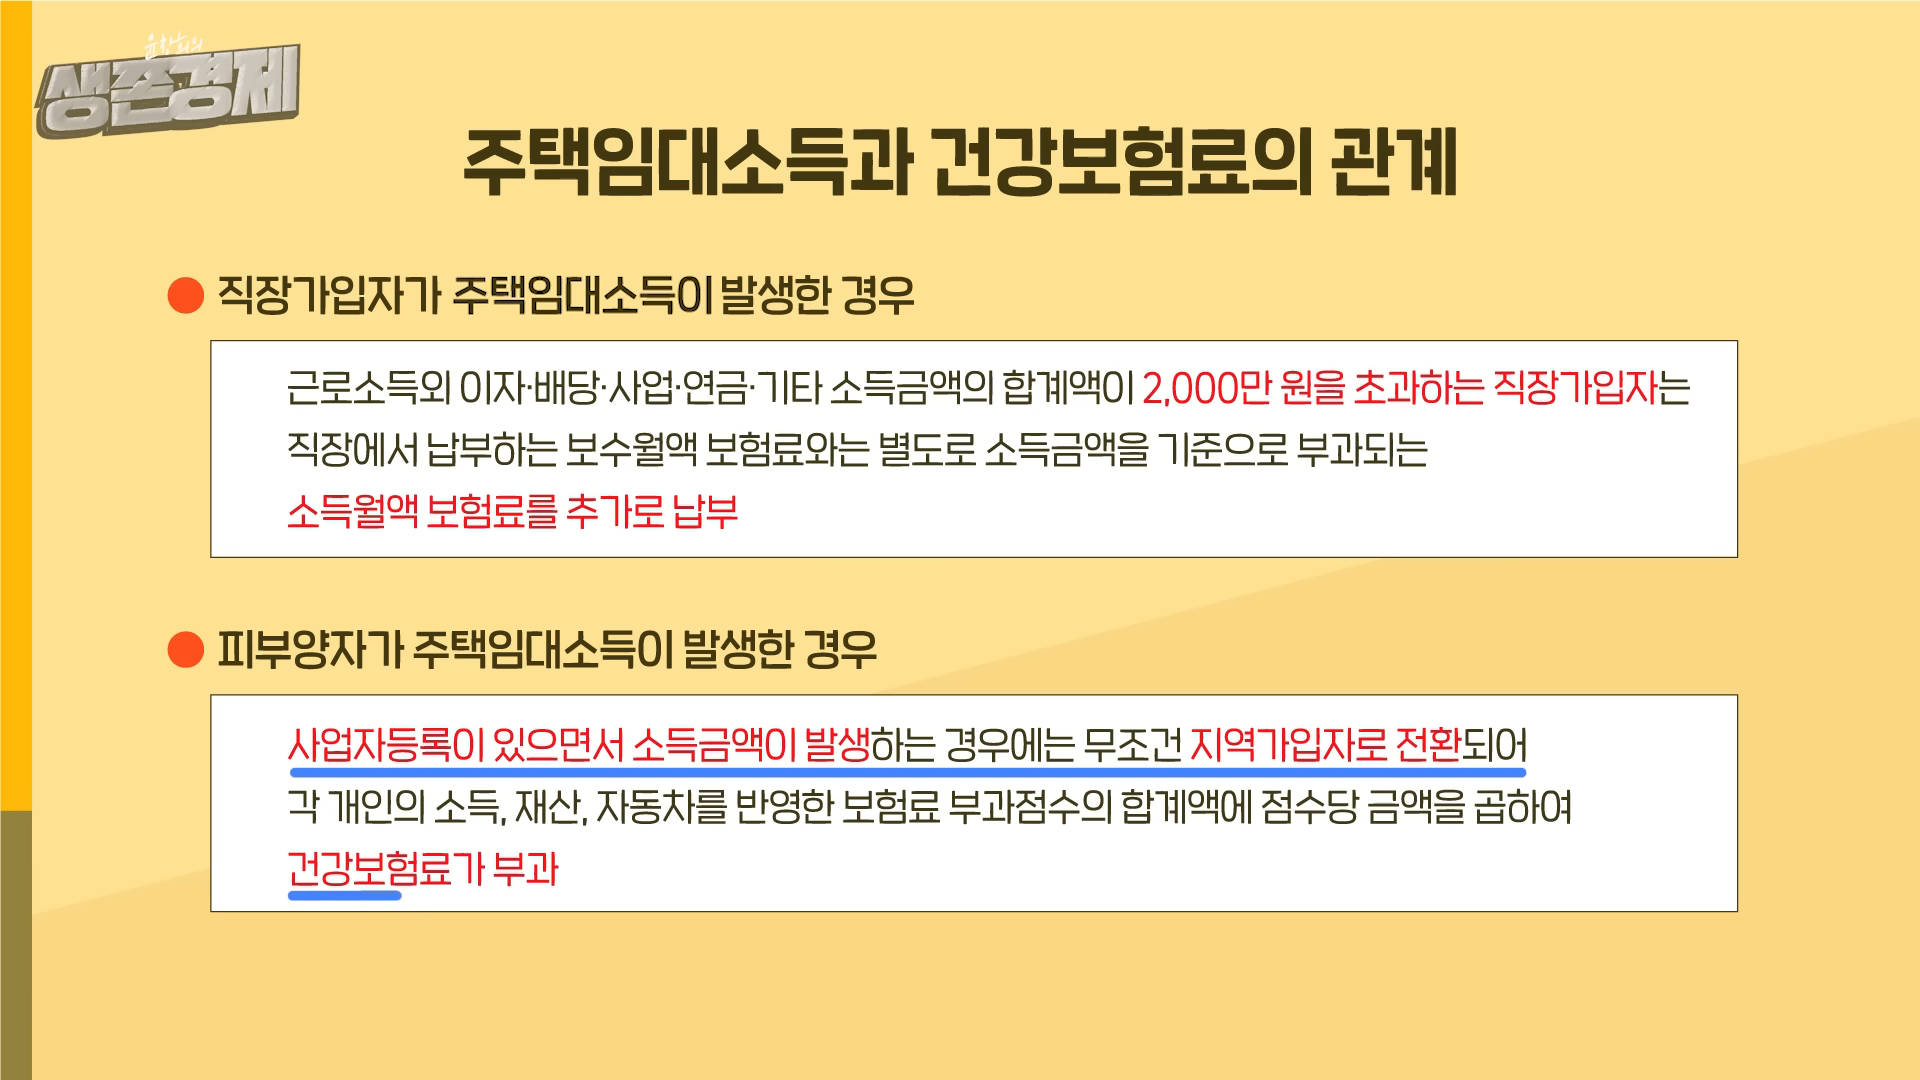 생존경제
주택임대소득과 건강보험료의 관계
직장가입자가 주택임대소득이 발생한 경우
근로소득외 이자·배당·사업·연금·기타 소득금액의 합계액이 2,000만 원을 초과하는 직장가입자는
직장에서 납부하는 보수월액 보험료와는 별도로 소득금액을 기준으로 부과되는
소득월액 보험료를 추가로 납부
피부양자가 주택임대소득이 발생한 경우
사업자등록이 있으면서 소득금액이 발생하는 경우에는 무조건 지역가입자로 전환되어
각 개인의 소득, 재산, 자동차를 반영한 보험료 부과점수의 합계액에 점수당 금액을 곱하여
건강보험료가 부과